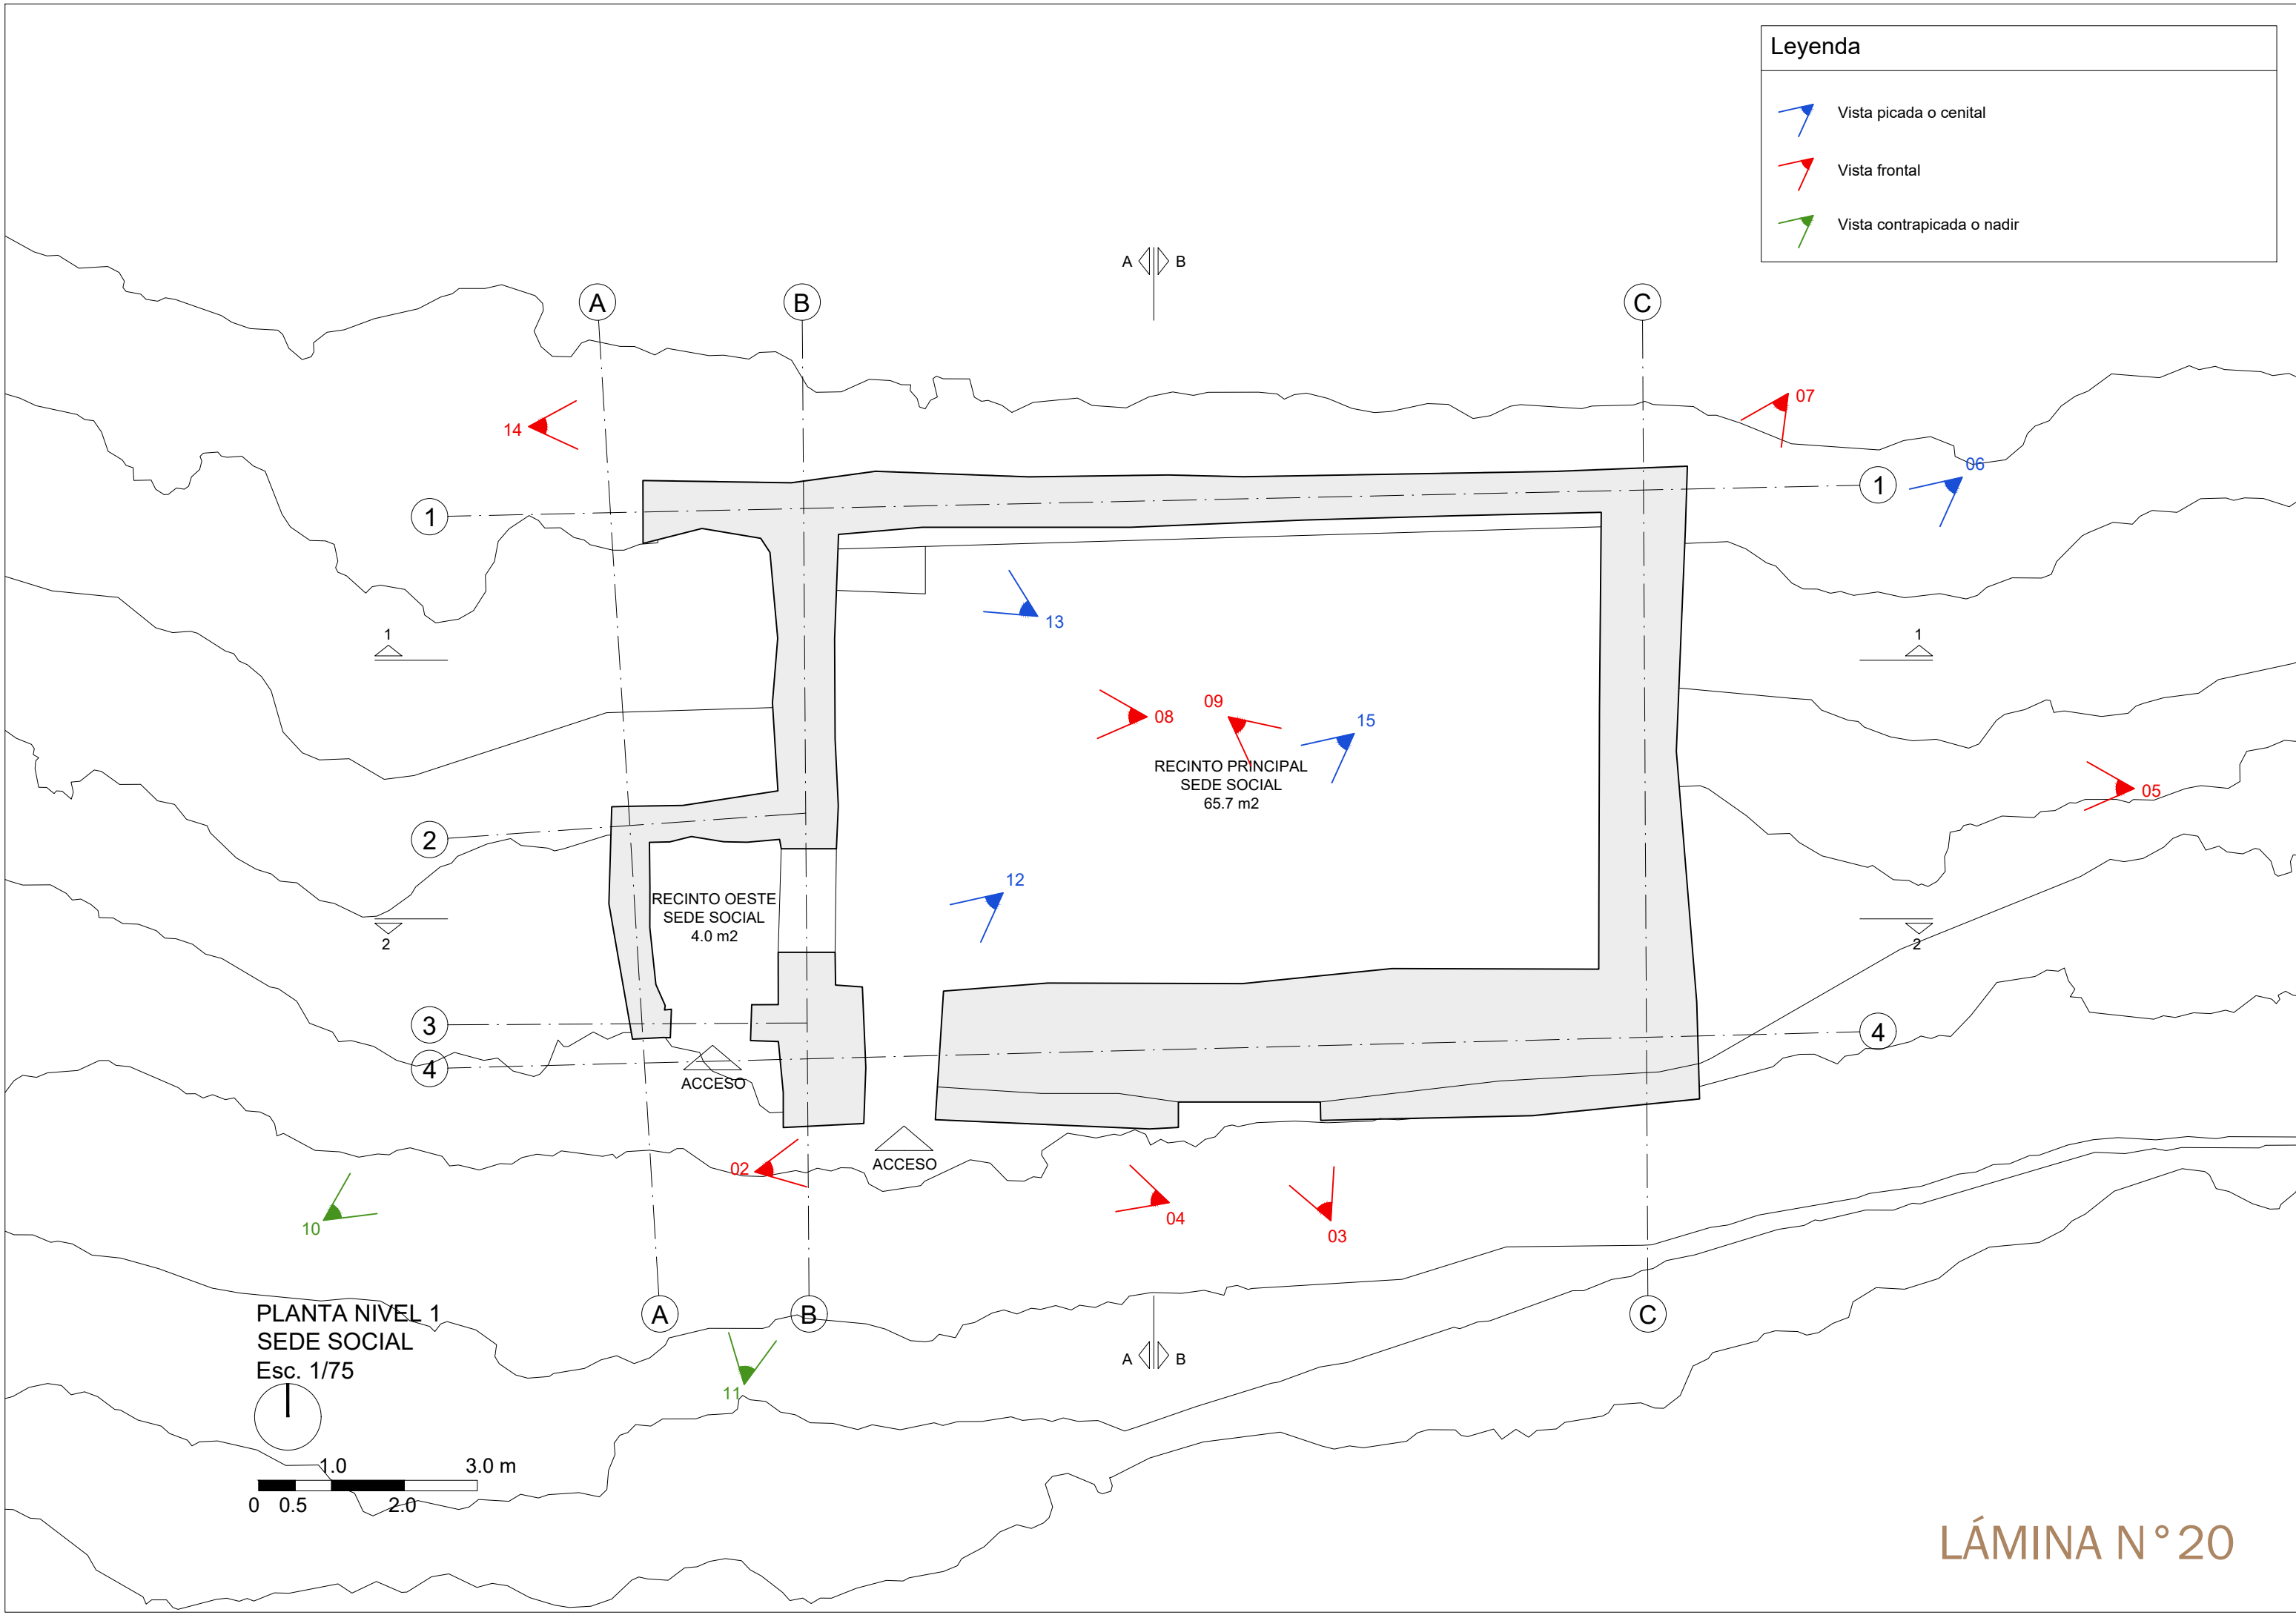 Leyenda
Vista picada o cenital
Vista frontal
Vista contrapicada o nadir
A B
A
B
C
07
14
06
1
1
13
1
1
08
09
15
RECINTO PRINCIPAL
SEDE SOCIAL
65.7 m2
05
2
12
RECINTO OESTE
SEDE SOCIAL
4.0 m2
2
2
3
4
4
ACCESO
ACCESO
02
04
03
10
PLANTA NIVEL 1
SEDE SOCIAL
Esc. 1/75
A
B
C
A B
11
1.0 3.0 m
0 0.5 2.0
LÁMINA N°20